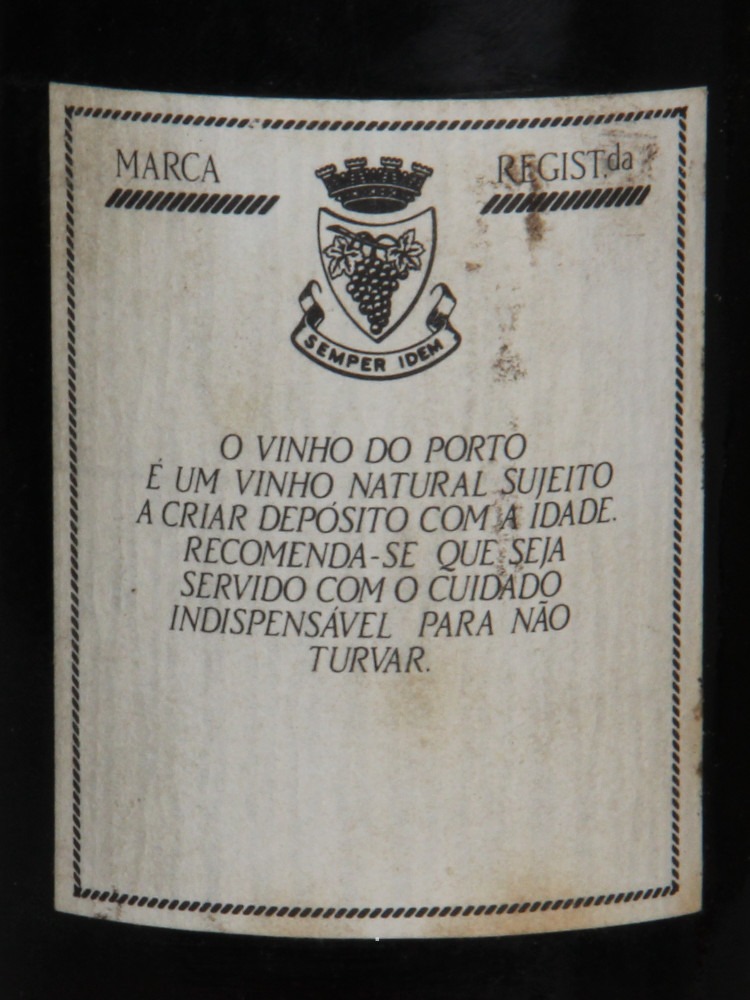 MARCA REGIST.da
SEMPER IDEM
O VINHO DO PORTO
É UM VINHO NATURAL SUJEITO
A CRIAR DEPÓSITO COM A IDADE.
RECOMENDA-SE QUE SEJA
SERVIDO COM O CUIDADO
INDISPENSÁVEL PARA NÃO
TURVAR.